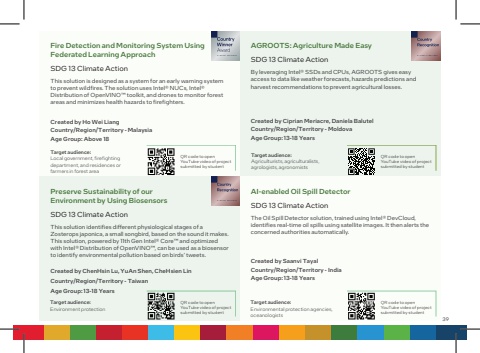 Fire Detection and Monitoring System Using
Federated Learning Approach
Country
Winner
Award
SDG 13 Climate Action
This solution is designed as a system for an early warning system
to prevent wildfires. The solution uses Intel® NUCs, Intel®
Distribution of OpenVINO™ toolkit, and drones to monitor forest
areas and minimize health hazards to firefighters.
Created by Ho Wei Liang
Country/Region/Territory - Malaysia
Age Group: Above 18
Target audience:
Local government, firefighting
department, and residences or
farmers in forest area
QR code to open
YouTube video of project
submitted by student
AGROOTS: Agriculture Made Easy
Country
Recognition
SDG 13 Climate Action
By leveraging Intel® SSDs and CPUs, AGROOTS gives easy
access to data like weather forecasts, hazards predictions and
harvest recommendations to prevent agricultural losses.
Created by Ciprian Meriacre, Daniela Balutel
Country/Region/Territory - Moldova
Age Group: 13-18 Years
Target audience:
Agricultures, agriculturalists,
agrologists, agronomists
QR code to open
YouTube video of project
submitted by student
Preserve Sustainability of our
Environment by Using Biosensors
Country
Recognition
SDG 13 Climate Action
This solution identifies different physiological stages of a
Zosterops japonica, a small songbird, based on the sound it makes.
This solution, powered by 11th Gen Intel® Core™ and optimized
with Intel® Distribution of OpenVINO™, can be used as a biosensor
to identify environmental pollution based on birds' tweets.
Created by ChenHsin Lu, YuAn Shen, CheHsien Lin
Country/Region/Territory - Taiwan
Age Group: 13-18 Years
Target audience:
Environment protection
QR code to open
YouTube video of project
submitted by student
AI-enabled Oil Spill Detector
SDG 13 Climate Action
The Oil Spill Detector solution, trained using Intel® DevCloud,
identifies real-time oil spills using satellite images. It then alerts the
concerned authorities automatically.
Created by Saanvi Tayal
Country/Region/Territory - India
Age Group: 13-18 Years
Target audience:
Environmental protection agencies,
oceanologists
QR code to open
YouTube video of project
submitted by student
39